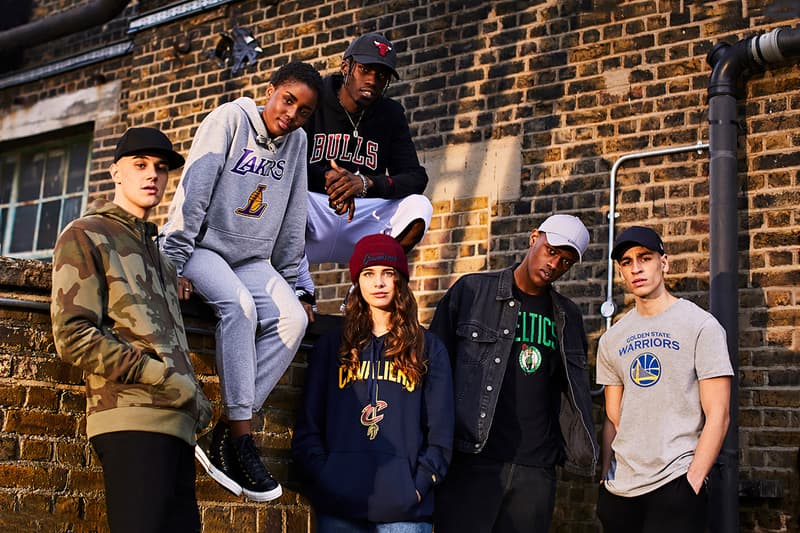 LAKERS
L
BULLS
CAVALIERS
C
CELTICS
GOLDEN STATE
WARRIORS